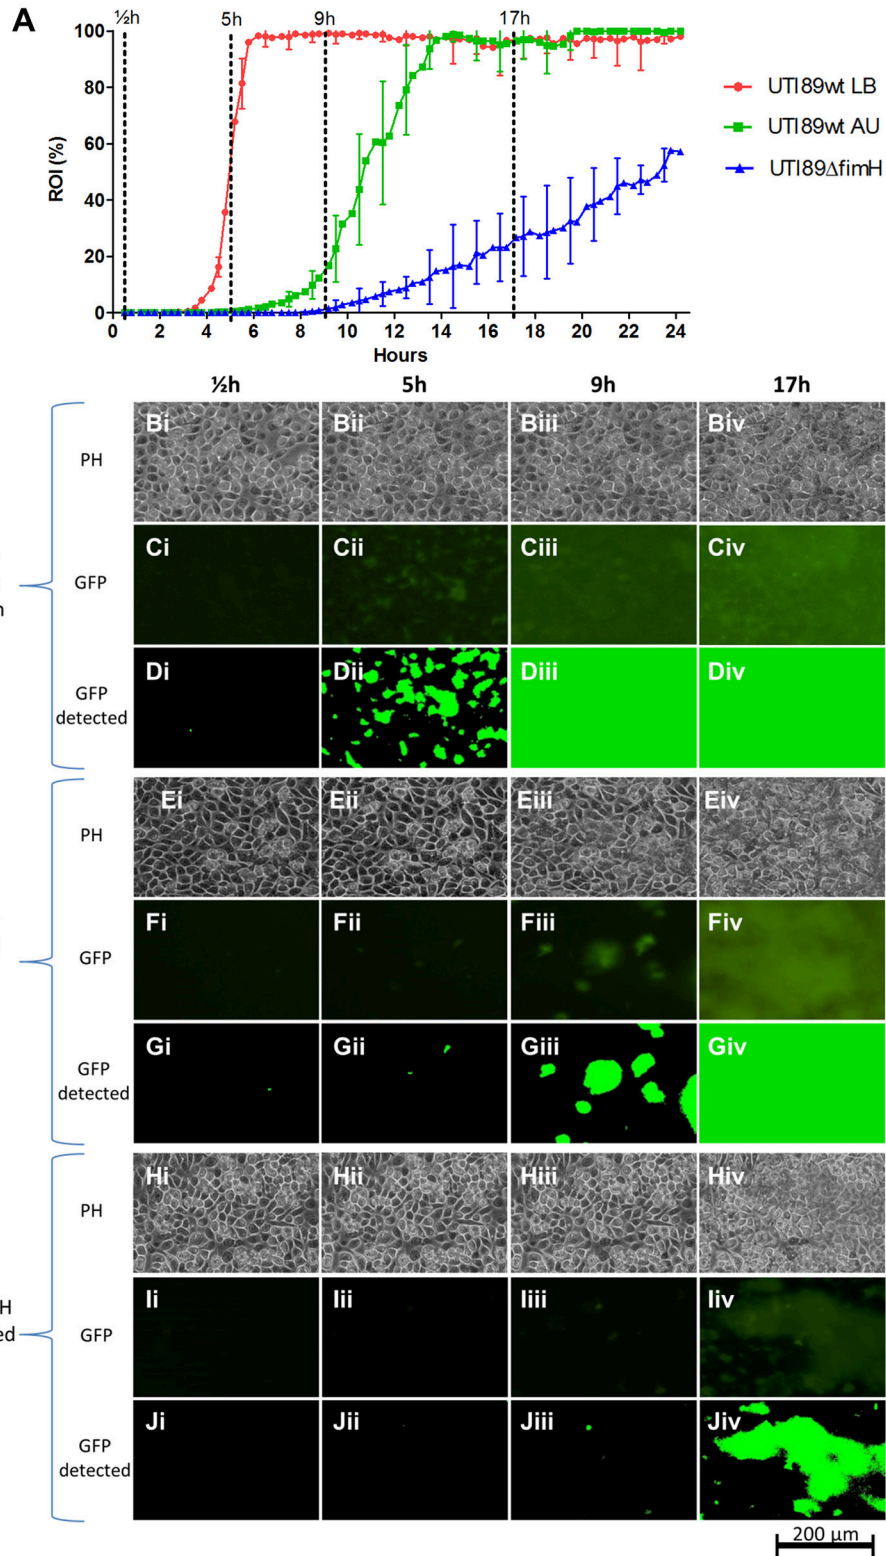 A
½h
5h
9h
17h
100
80
60
40
20
0
ROI (%)
0 2 4 6 8 10 12 14 16 18 20 22 24
Hours
UTI89wt LB
UTI89wt AU
UTI89ΔfimH
½h 5h 9h 17h
PH
Bi Bii Biii Biv
GFP
Ci Cii Ciii Civ
GFP
detected
Di Dii Diii Div
PH
Ei Eii Eiii Eiv
GFP
Fi Fii Fiii Fiv
GFP
detected
Gi Gii Giii Giv
PH
Hi Hii Hiii Hiv
GFP
Ii Iii Iiii Iiv
GFP
detected
Ji Jii Jiii Jiv
200 µm